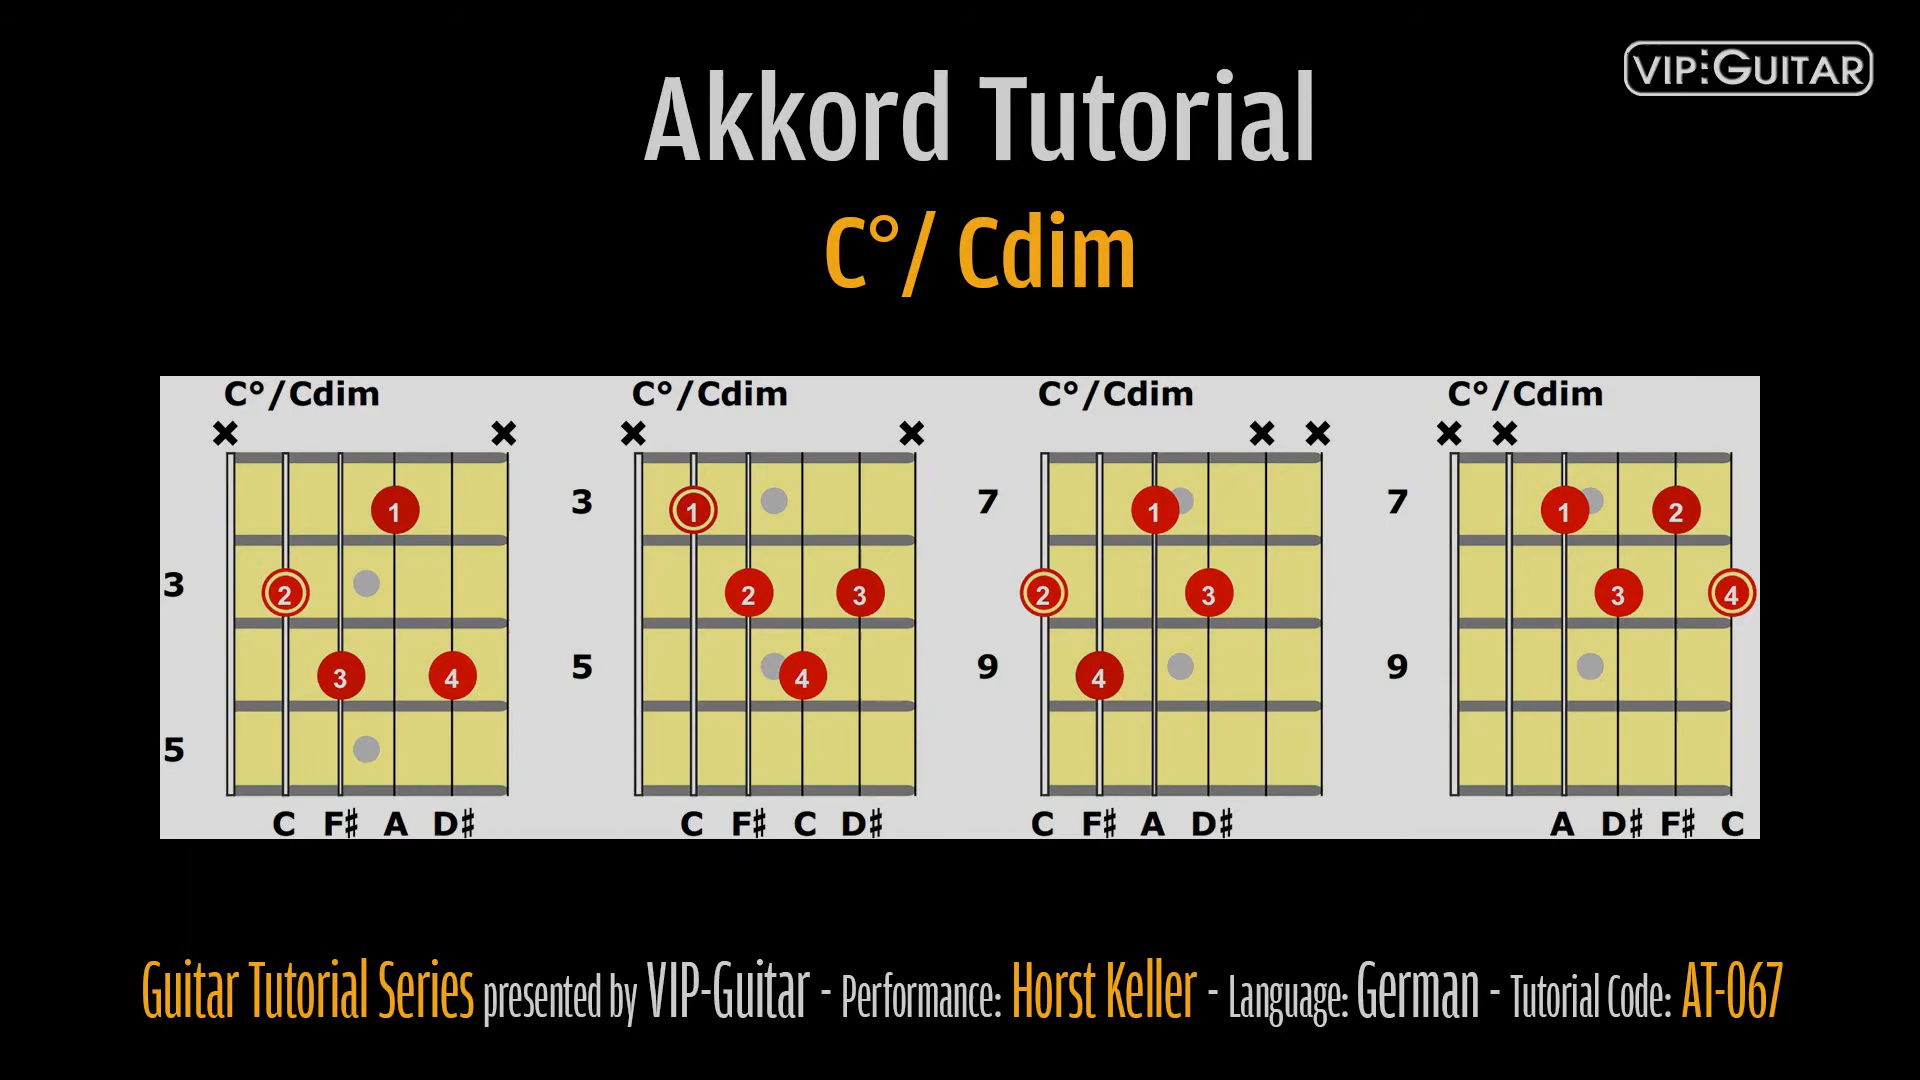 VIP:GUITAR
Akkord Tutorial
C°/ Cdim
C°/Cdim C°/Cdim C°/Cdim C°/Cdim
× × × × × × × ×
3 1 1 7 1 7 1 2
3 2 2 3 2 3 3 4
5 3 4 4 9 4 9
5
C F♯ A D♯ C F♯ C D♯ C F♯ A D♯ A D♯ F♯ C
Guitar Tutorial Series presented by VIP-Guitar - Performance: Horst Keller - Language: German - Tutorial Code: AT-067